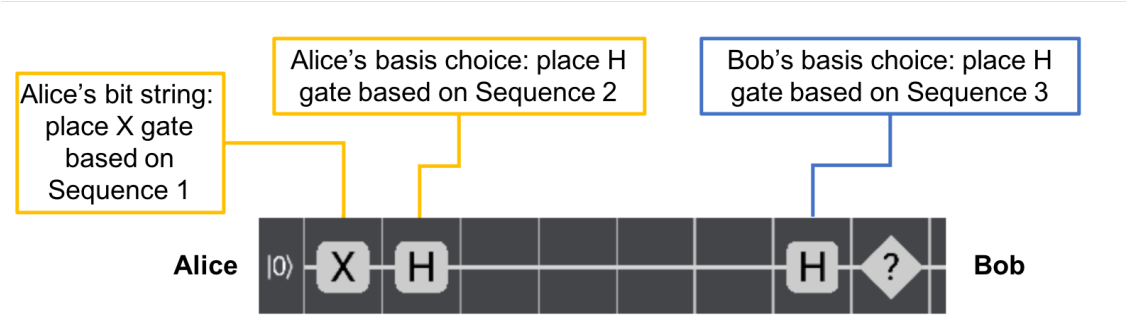 Alice's bit string:
place X gate
based on
Sequence 1
Alice's basis choice: place H
gate based on Sequence 2
Bob's basis choice: place H
gate based on Sequence 3
Alice
|0⟩
X
H
H
?
Bob